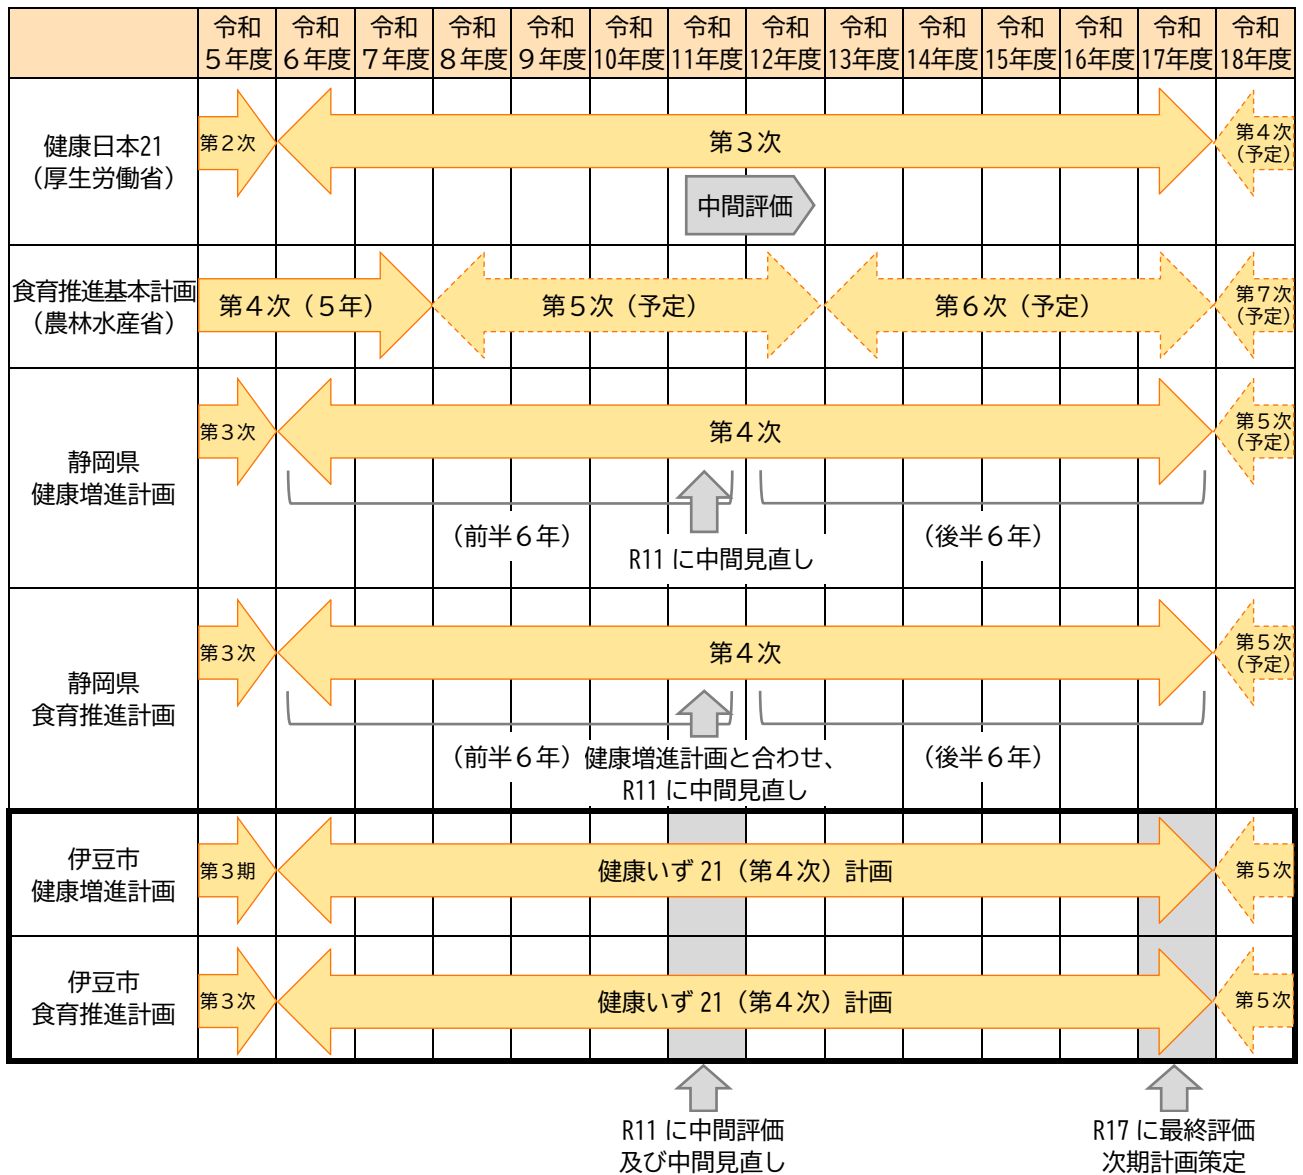 令和 令和 令和 令和 令和 令和 令和 令和 令和 令和 令和 令和 令和 令和
５年度 ６年度 ７年度 ８年度 ９年度 10年度 11年度 12年度 13年度 14年度 15年度 16年度 17年度 18年度
健康日本21
（厚生労働省）
第２次
第３次
第４次
（予定）
中間評価
食育推進基本計画
（農林水産省）
第４次（５年）
第５次（予定）
第６次（予定）
第７次
（予定）
静岡県
健康増進計画
第３次
第４次
第５次
（予定）
（前半６年）
（後半６年）
R11 に中間見直し
静岡県
食育推進計画
第３次
第４次
第５次
（予定）
（前半６年）
健康増進計画と合わせ、
R11 に中間見直し
（後半６年）
伊豆市
健康増進計画
第３期
健康いず 21（第４次）計画
第５次
伊豆市
食育推進計画
第３次
健康いず 21（第４次）計画
第５次
R11 に中間評価
及び中間見直し
R17 に最終評価
次期計画策定